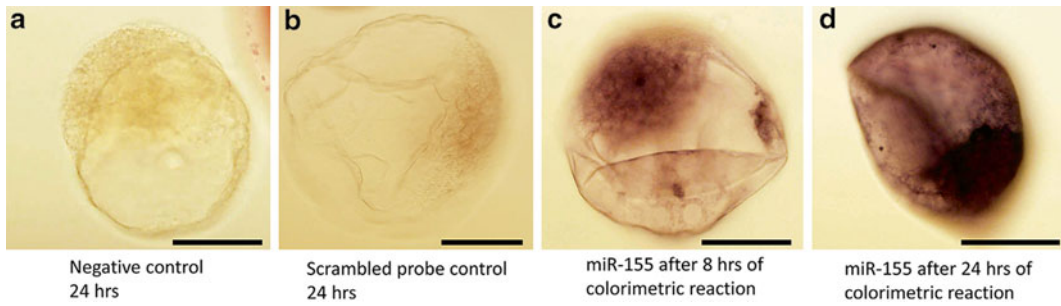 a
b
c
d
Negative control
24 hrs
Scrambled probe control
24 hrs
miR-155 after 8 hrs of
colorimetric reaction
miR-155 after 24 hrs of
colorimetric reaction